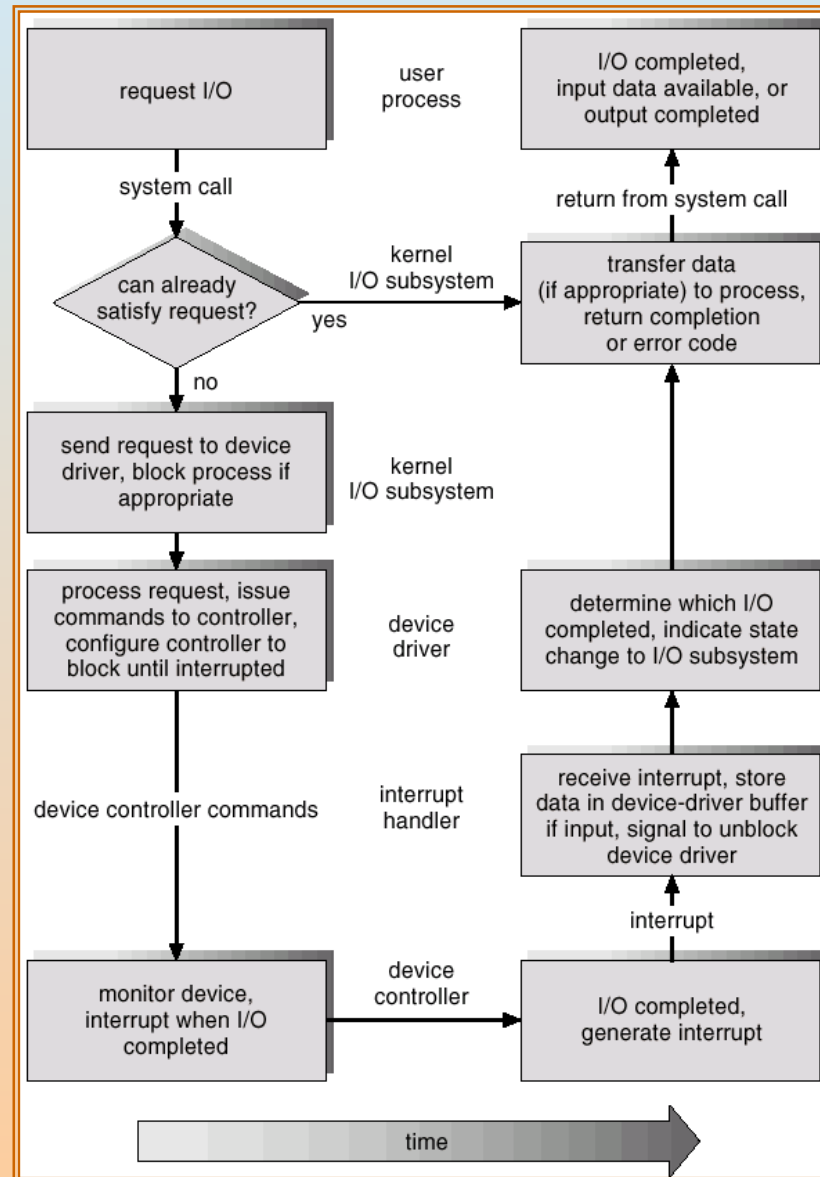 request I/O
user
process
I/O completed,
input data available, or
output completed
system call
return from system call
can already
satisfy request?
kernel
I/O subsystem
yes
transfer data
(if appropriate) to process,
return completion
or error code
no
send request to device
driver, block process if
appropriate
kernel
I/O subsystem
process request, issue
commands to controller,
configure controller to
block until interrupted
device
driver
determine which I/O
completed, indicate state
change to I/O subsystem
device controller commands
interrupt
handler
receive interrupt, store
data in device-driver buffer
if input, signal to unblock
device driver
interrupt
monitor device,
interrupt when I/O
completed
device
controller
I/O completed,
generate interrupt
time